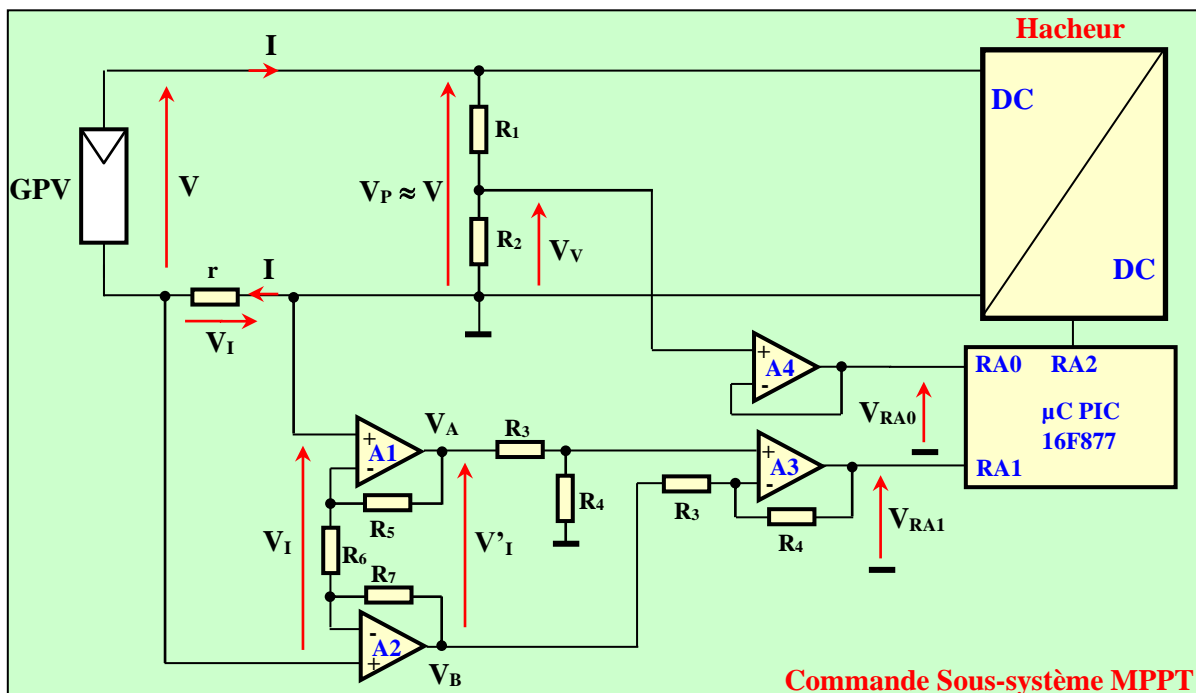 Hacheur
I
DC
R1
GPV
V
VP ≈ V
R2
VV
DC
r
I
VI
+
A4
-
RA0
RA2
VRA0
µC PIC
16F877
VA
R3
+
A1
-
+
A3
-
RA1
R5
R4
R3
VRA1
VI
R6
V’I
R4
R7
-
A2
+
VB
Commande Sous-système MPPT